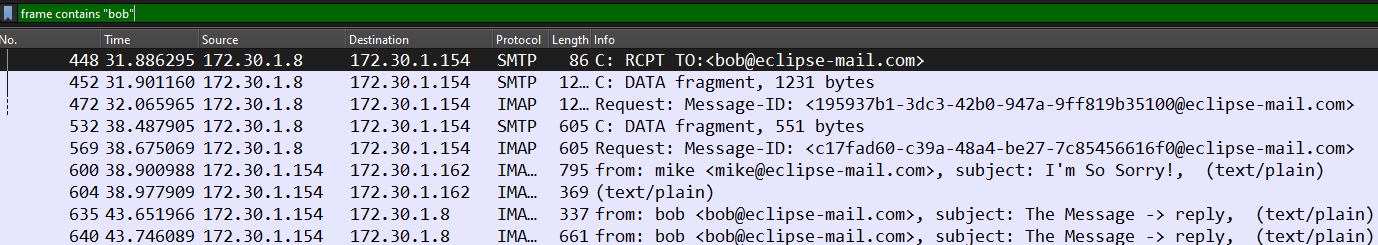 frame contains "bob"
No. Time Source Destination Protocol Length Info
448 31.886295 172.30.1.8 172.30.1.154 SMTP 86 C: RCPT TO:<bob@eclipse-mail.com>
452 31.901160 172.30.1.8 172.30.1.154 SMTP 12… C: DATA fragment, 1231 bytes
472 32.065965 172.30.1.8 172.30.1.154 IMAP 12… Request: Message-ID: <195937b1-3dc3-42b0-947a-9ff819b35100@eclipse-mail.com>
532 38.487905 172.30.1.8 172.30.1.154 SMTP 605 C: DATA fragment, 551 bytes
569 38.675069 172.30.1.8 172.30.1.154 IMAP 605 Request: Message-ID: <c17fad60-c39a-48a4-be27-7c85456616f0@eclipse-mail.com>
600 38.900988 172.30.1.154 172.30.1.162 IMA… 795 from: mike <mike@eclipse-mail.com>, subject: I'm So Sorry!, (text/plain)
604 38.977909 172.30.1.154 172.30.1.162 IMA… 369 (text/plain)
635 43.651966 172.30.1.154 172.30.1.8 IMA… 337 from: bob <bob@eclipse-mail.com>, subject: The Message -> reply, (text/plain)
640 43.746089 172.30.1.154 172.30.1.8 IMA… 661 from: bob <bob@eclipse-mail.com>, subject: The Message -> reply, (text/plain)